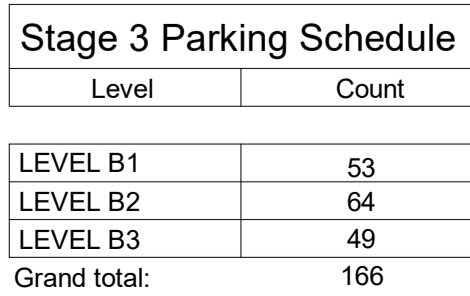 Stage 3 Parking Schedule
Level Count
LEVEL B1 53
LEVEL B2 64
LEVEL B3 49
Grand total: 166